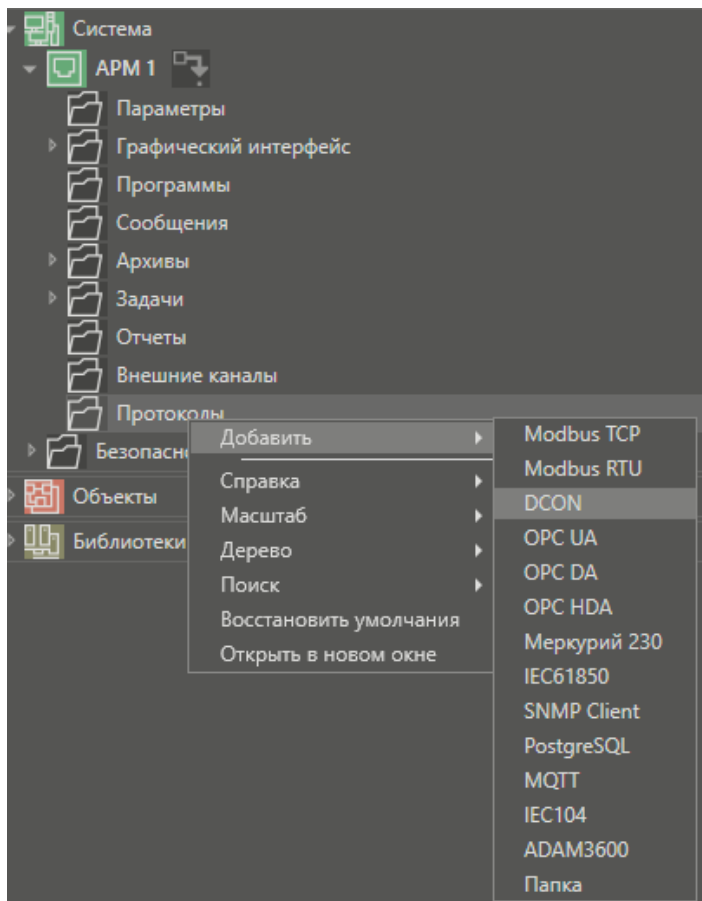 Система
АРМ 1
Параметры
Графический интерфейс
Программы
Сообщения
Архивы
Задачи
Отчеты
Внешние каналы
Протоколы
Безопасн
Объекты
Библиотеки
Добавить
Справка
Масштаб
Дерево
Поиск
Восстановить умолчания
Открыть в новом окне
Modbus TCP
Modbus RTU
DCON
OPC UA
OPC DA
OPC HDA
Меркурий 230
IEC61850
SNMP Client
PostgreSQL
MQTT
IEC104
ADAM3600
Папка